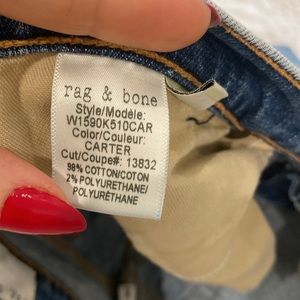 rag & bone
Style/Modèle:
W1590K510CAR
Color/Couleur:
CARTER
Cut/Coupe#: 13832
98% COTTON/COTON
2% POLYURETHANE/
POLYURÉTHANE